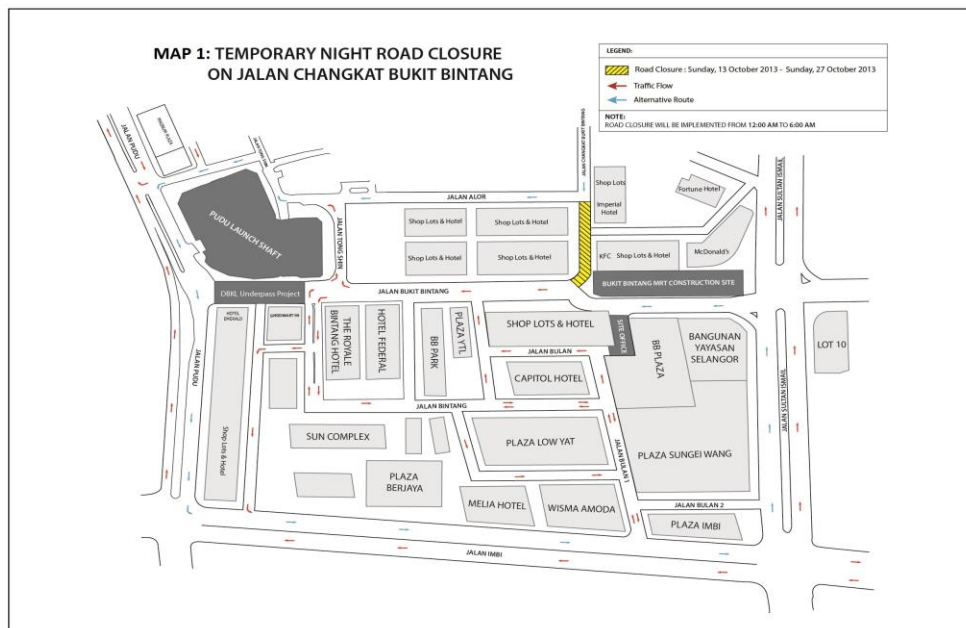 MAP 1: TEMPORARY NIGHT ROAD CLOSURE
ON JALAN CHANGKAT BUKIT BINTANG
LEGEND:
Road Closure : Sunday, 13 October 2013 - Sunday, 27 October 2013
Traffic Flow
Alternative Route
NOTE:
ROAD CLOSURE WILL BE IMPLEMENTED FROM 12:00 AM TO 6:00 AM
JALAN PUDU
JALAN TONG SHIN
JALAN CHANGKAT BUKIT BINTANG
JALAN SULTAN ISMAIL
Shop Lots
Imperial
Hotel
Fortune Hotel
JALAN ALOR
PUDU LAUNCH SHAFT
JALAN TONG SHIN
Shop Lots & Hotel
Shop Lots & Hotel
Shop Lots & Hotel
Shop Lots & Hotel
KFC Shop Lots & Hotel
McDonald's
BUKIT BINTANG MRT CONSTRUCTION SITE
JALAN BUKIT BINTANG
DBKL Underpass Project
THE ROYALE
BINTANG HOTEL
HOTEL FEDERAL
BB PARK
PLAZA YTL
SHOP LOTS & HOTEL
SITE OFFICE
BB PLAZA
BANGUNAN
YAYASAN
SELANGOR
LOT 10
JALAN BULAN
CAPITOL HOTEL
JALAN PUDU
JALAN BINTANG
JALAN SULTAN ISMAIL
Shop Lots & Hotel
SUN COMPLEX
PLAZA LOW YAT
JALAN BULAN 1
PLAZA SUNGEI WANG
PLAZA
BERJAYA
MELIA HOTEL
WISMA AMODA
JALAN BULAN 2
PLAZA IMBI
JALAN IMBI